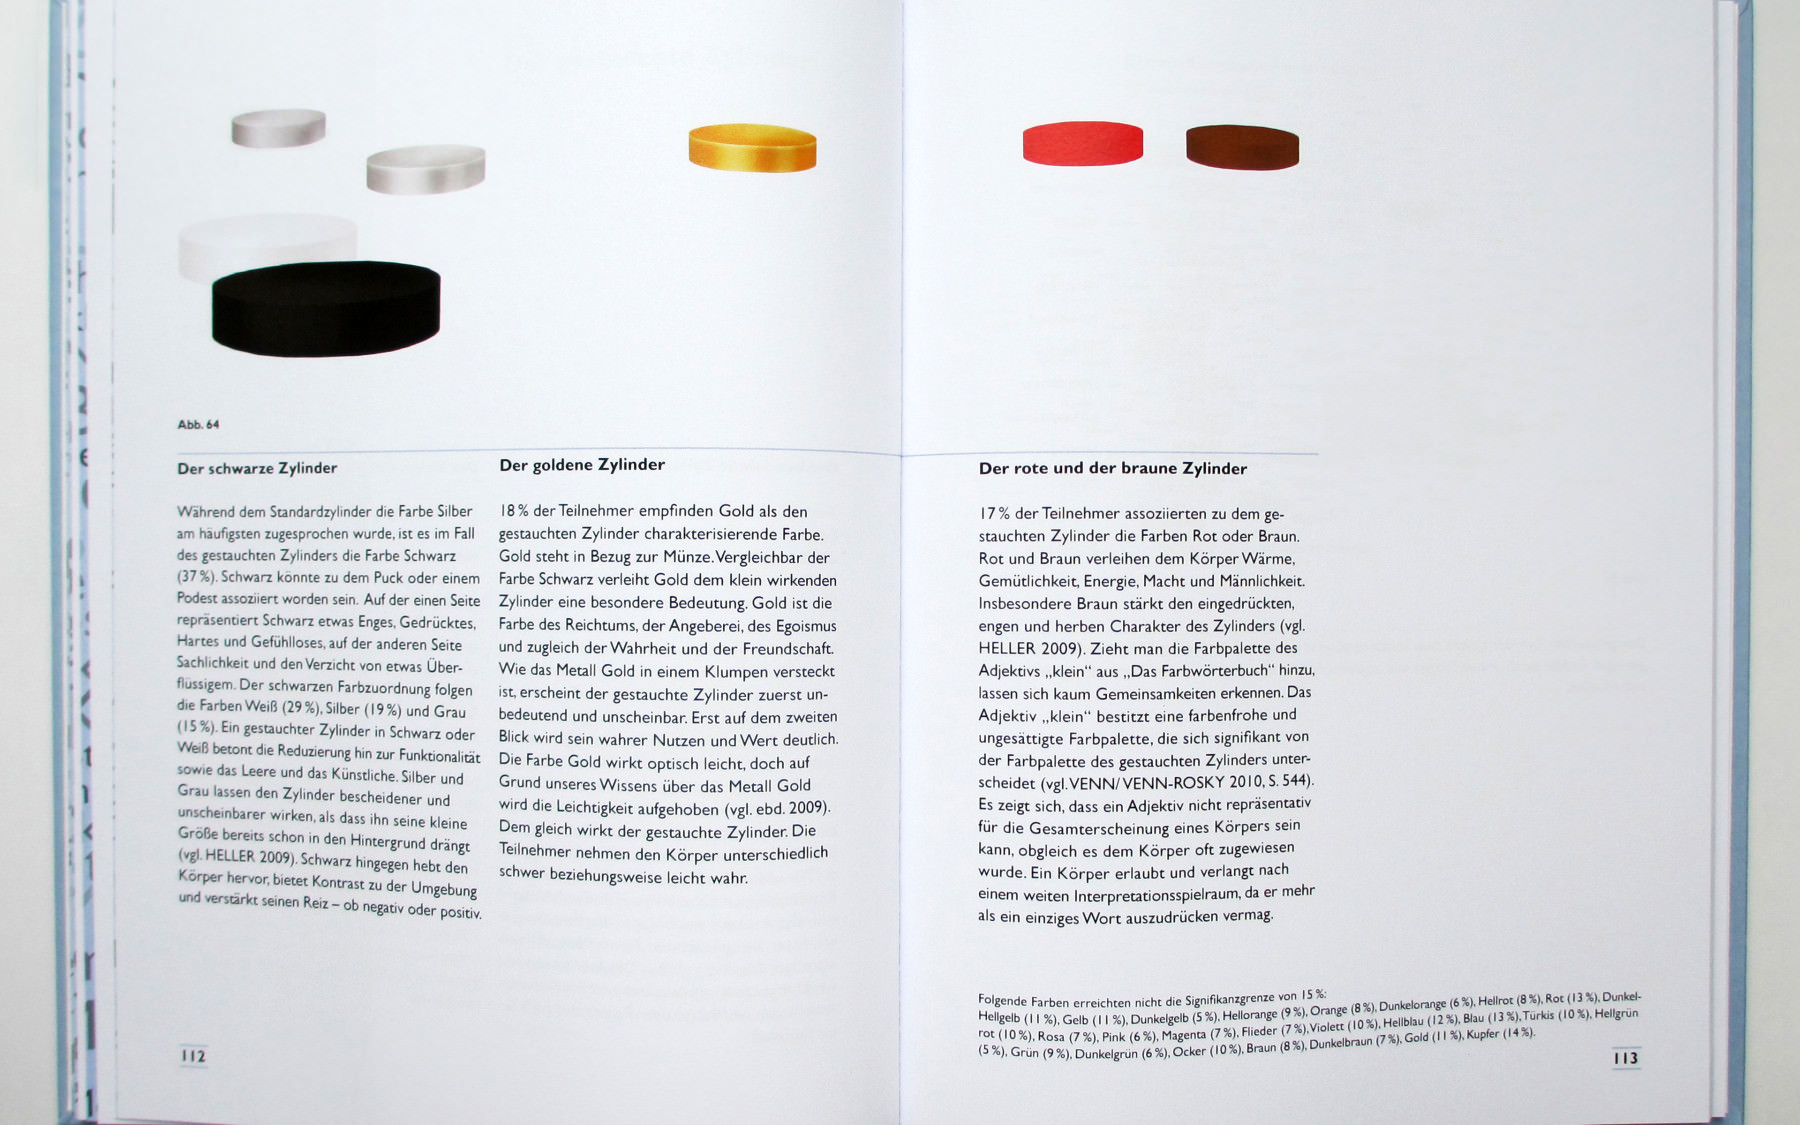 Abb. 64
Der schwarze Zylinder
Während dem Standardzylinder die Farbe Silber
am häufigsten zugesprochen wurde, ist es im Fall
des gestauchten Zylinders die Farbe Schwarz
(37 %). Schwarz könnte zu dem Puck oder einem
Podest assoziiert worden sein. Auf der einen Seite
repräsentiert Schwarz etwas Enges, Gedrücktes,
Hartes und Gefühlloses, auf der anderen Seite
Sachlichkeit und den Verzicht von etwas Über-
flüssigem. Der schwarzen Farbzuordnung folgen
die Farben Weiß (29 %), Silber (19 %) und Grau
(15 %). Ein gestauchter Zylinder in Schwarz oder
Weiß betont die Reduzierung hin zur Funktionalität
sowie das Leere und das Künstliche. Silber und
Grau lassen den Zylinder bescheidener und
unscheinbarer wirken, als dass ihn seine kleine
Größe bereits schon in den Hintergrund drängt
(vgl. HELLER 2009). Schwarz hingegen hebt den
Körper hervor, bietet Kontrast zu der Umgebung
und verstärkt seinen Reiz – ob negativ oder positiv.
Der goldene Zylinder
18 % der Teilnehmer empfinden Gold als den
gestauchten Zylinder charakterisierende Farbe.
Gold steht in Bezug zur Münze. Vergleichbar der
Farbe Schwarz verleiht Gold dem klein wirkenden
Zylinder eine besondere Bedeutung. Gold ist die
Farbe des Reichtums, der Angeberei, des Egoismus
und zugleich der Wahrheit und der Freundschaft.
Wie das Metall Gold in einem Klumpen versteckt
ist, erscheint der gestauchte Zylinder zuerst un-
bedeutend und unscheinbar. Erst auf dem zweiten
Blick wird sein wahrer Nutzen und Wert deutlich.
Die Farbe Gold wirkt optisch leicht, doch auf
Grund unseres Wissens über das Metall Gold
wird die Leichtigkeit aufgehoben (vgl. ebd. 2009).
Dem gleich wirkt der gestauchte Zylinder. Die
Teilnehmer nehmen den Körper unterschiedlich
schwer beziehungsweise leicht wahr.
112
Der rote und der braune Zylinder
17 % der Teilnehmer assoziierten zu dem ge-
stauchten Zylinder die Farben Rot oder Braun.
Rot und Braun verleihen dem Körper Wärme,
Gemütlichkeit, Energie, Macht und Männlichkeit.
Insbesondere Braun stärkt den eingedrückten,
engen und herben Charakter des Zylinders (vgl.
HELLER 2009). Zieht man die Farbpalette des
Adjektivs „klein“ aus „Das Farbwörterbuch“ hinzu,
lassen sich kaum Gemeinsamkeiten erkennen. Das
Adjektiv „klein“ bestitzt eine farbenfrohe und
ungesättigte Farbpalette, die sich signifikant von
der Farbpalette des gestauchten Zylinders unter-
scheidet (vgl. VENN/ VENN-ROSKY 2010, S. 544).
Es zeigt sich, dass ein Adjektiv nicht repräsentativ
für die Gesamterscheinung eines Körpers sein
kann, obgleich es dem Körper oft zugewiesen
wurde. Ein Körper erlaubt und verlangt nach
einem weiten Interpretationsspielraum, da er mehr
als ein einziges Wort auszudrücken vermag.
Folgende Farben erreichten nicht die Signifikanzgrenze von 15 %:
Hellgelb (11 %), Gelb (11 %), Dunkelgelb (5 %), Hellorange (9 %), Orange (8 %), Dunkelorange (6 %), Hellrot (8 %), Rot (13 %), Dunkel-
rot (10 %), Rosa (7 %), Pink (6 %), Magenta (7 %), Flieder (7 %), Violett (10 %), Hellblau (12 %), Blau (13 %), Türkis (10 %), Hellgrün
(5 %), Grün (9 %), Dunkelgrün (6 %), Ocker (10 %), Braun (8 %), Dunkelbraun (7 %), Gold (11 %), Kupfer (14 %).
113